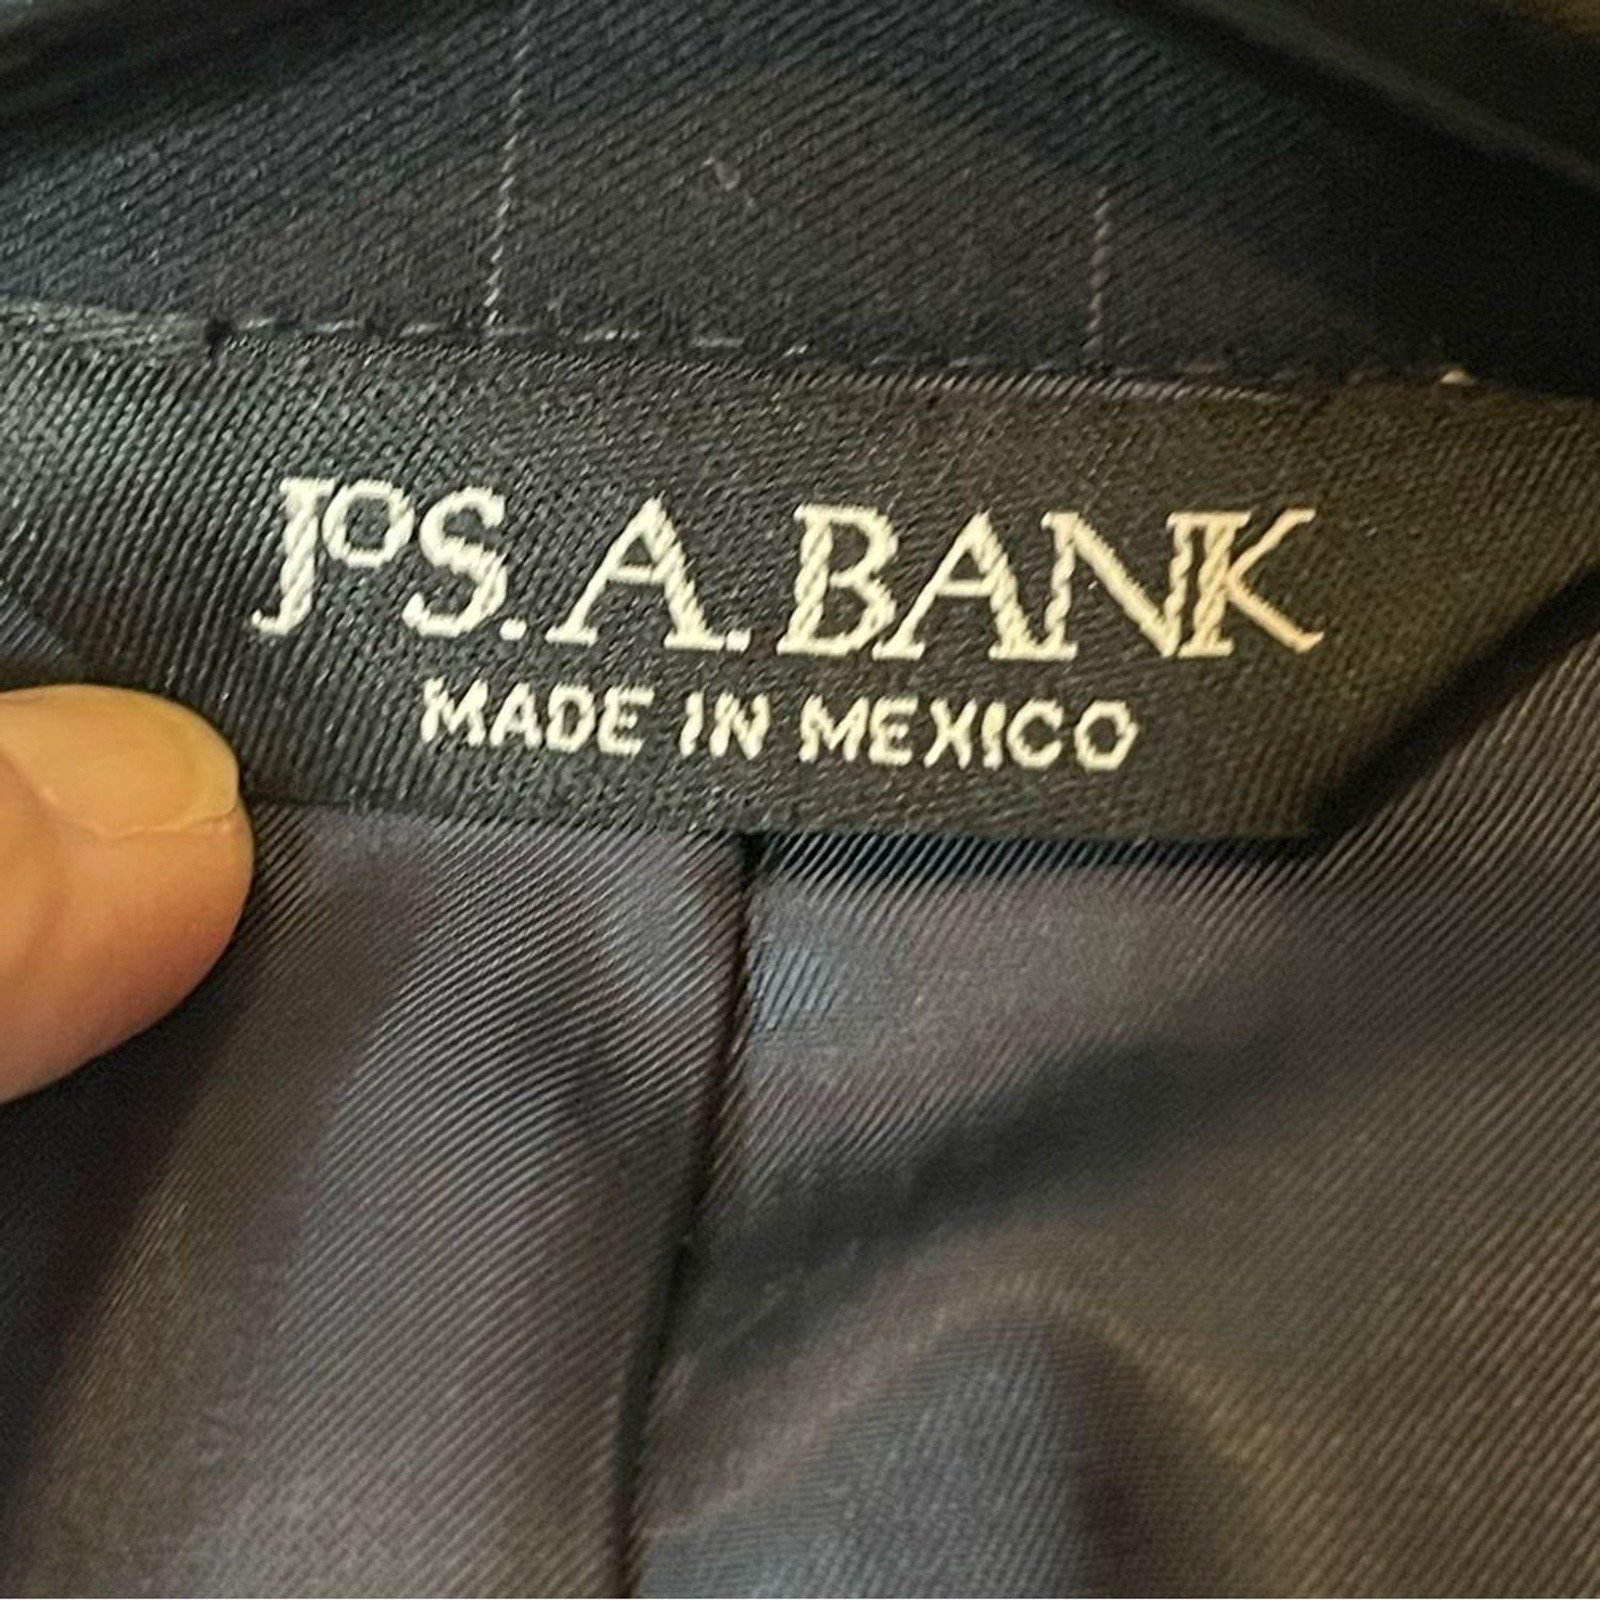 JOS. A. BANK
MADE IN MEXICO